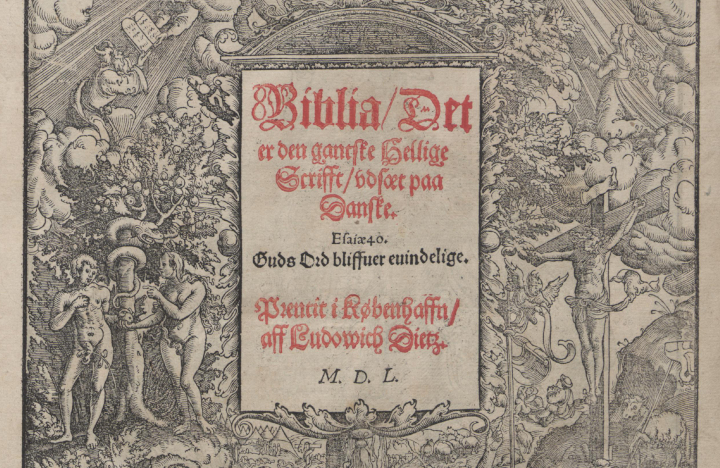 Biblia/Det
er den gantske Hellige
Scrifft/vdsæt paa
Danske.
Esaiæ 40.
Guds Ord bliffuer euindelige.
Prentit i Københaffn/
aff Ludowich Dietz.
M. D. L.